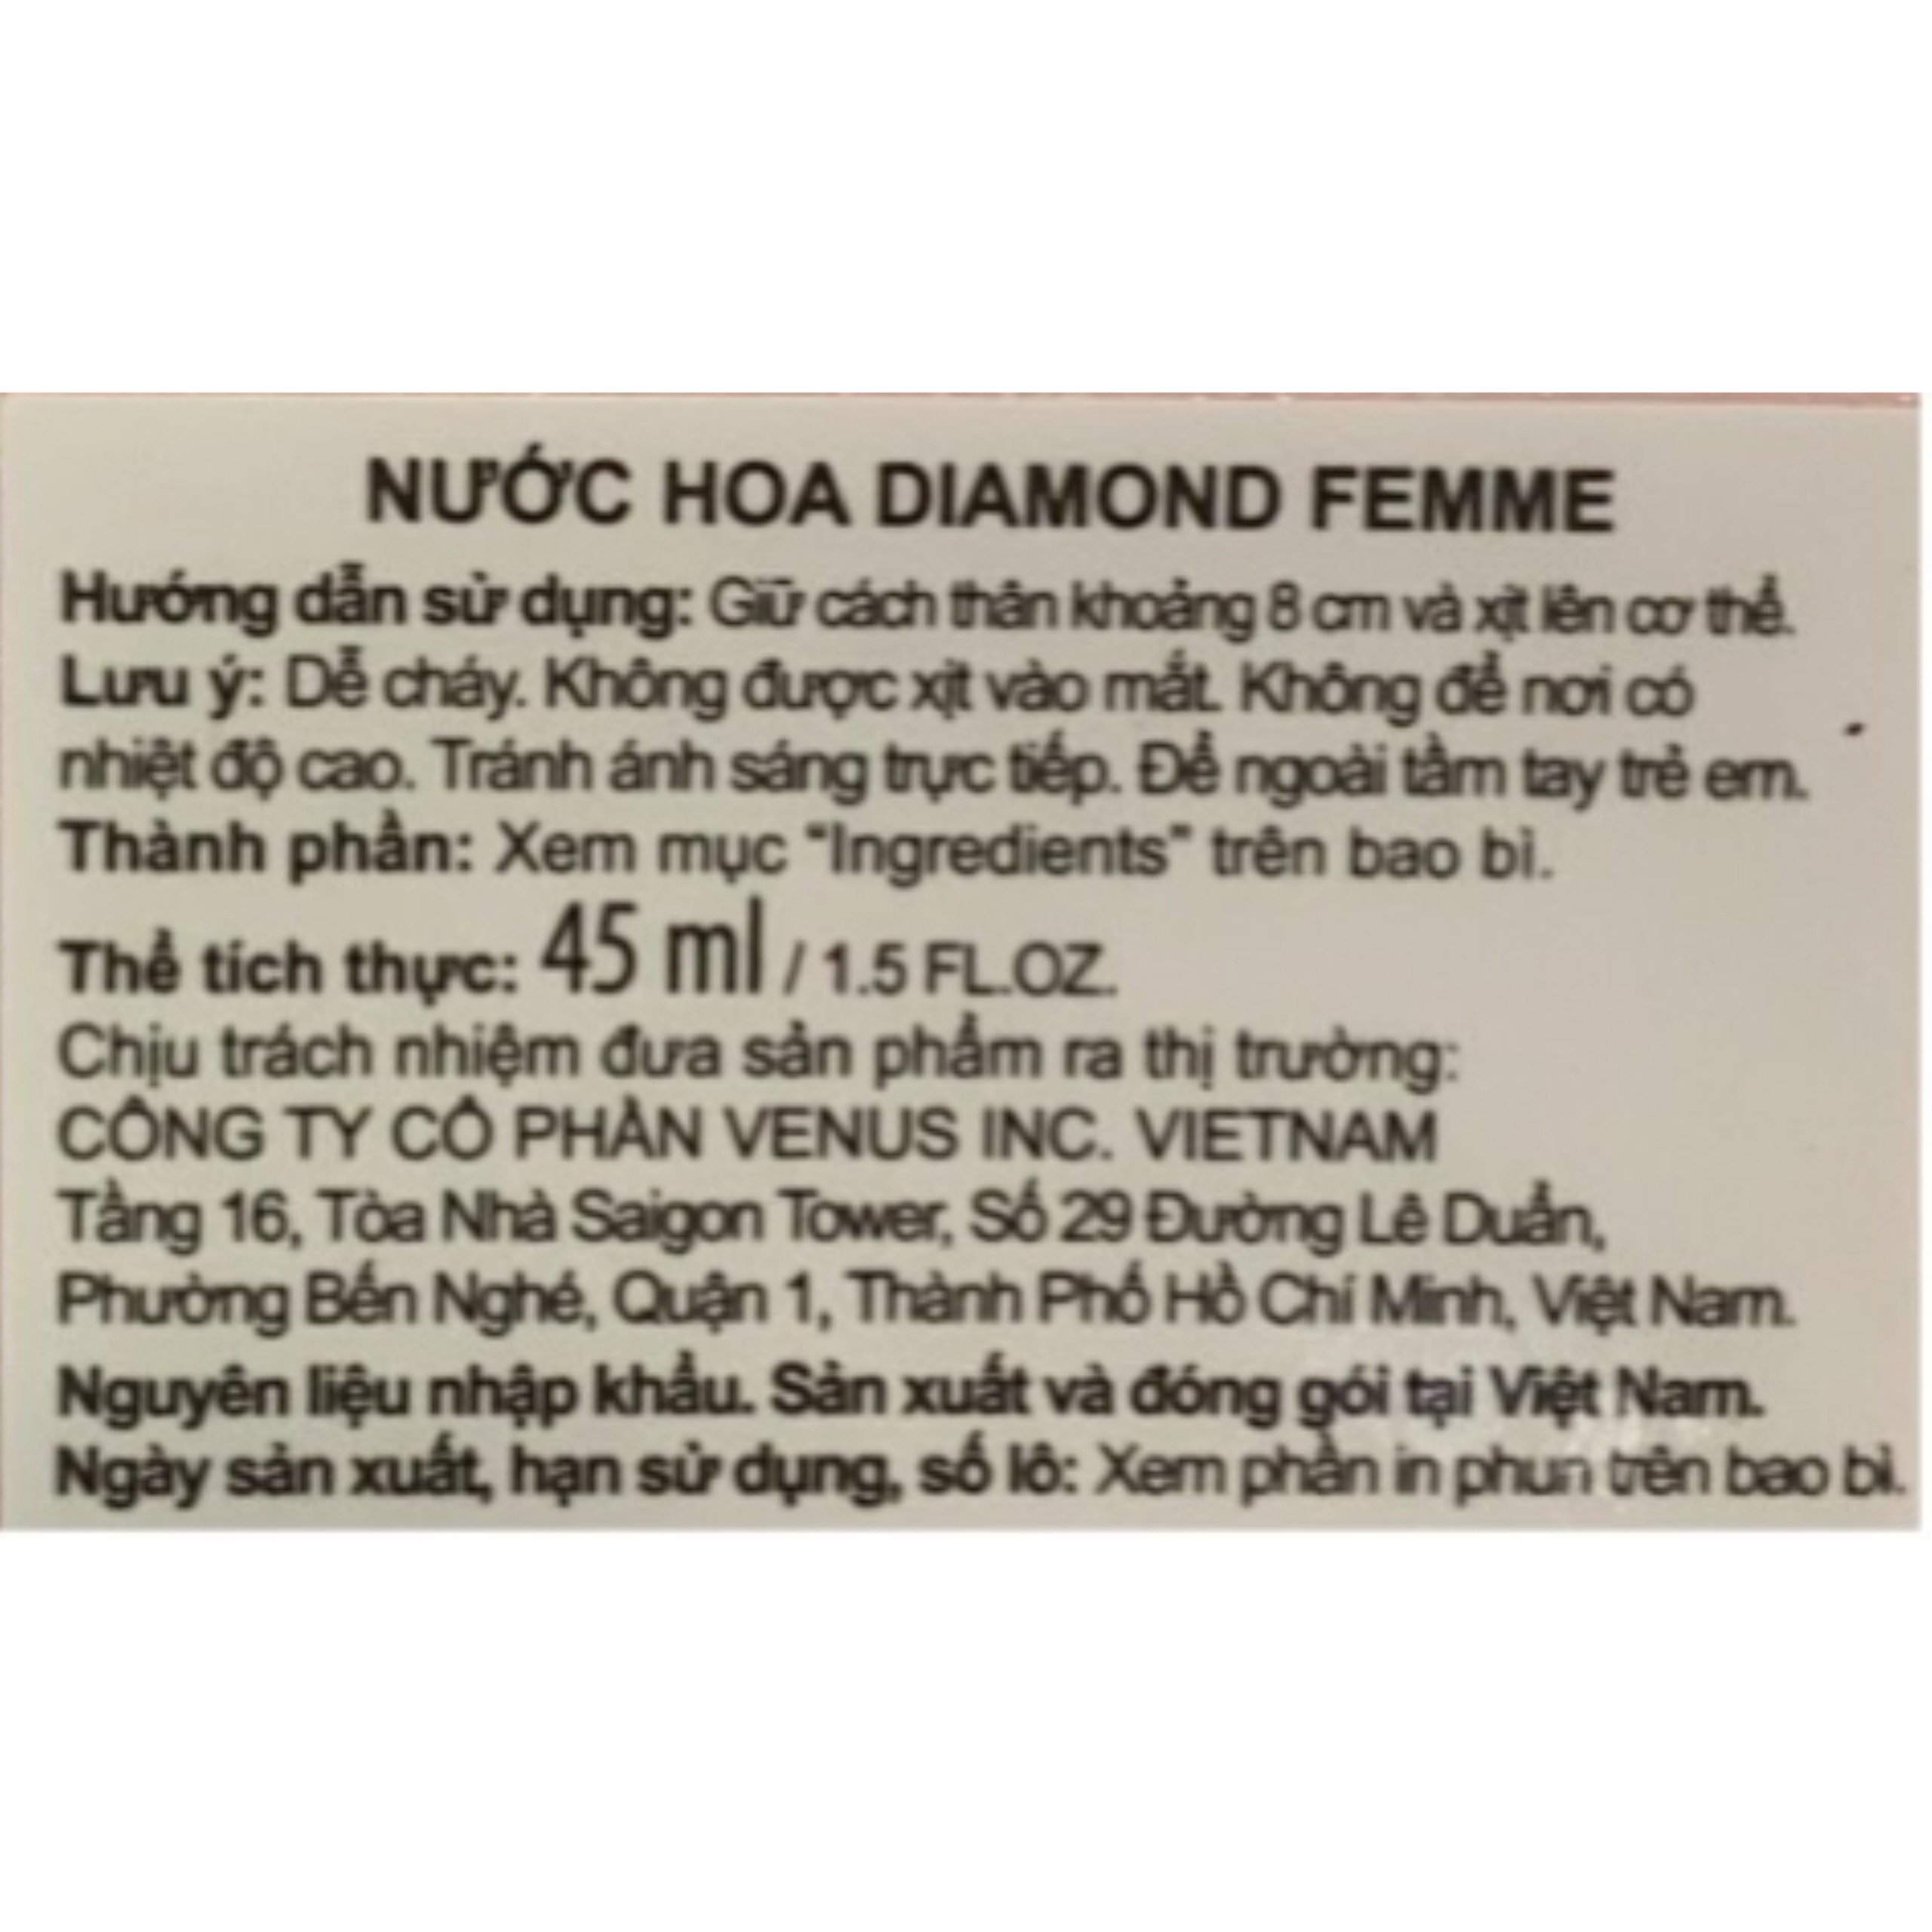 NƯỚC HOA DIAMOND FEMME
Hướng dẫn sử dụng: Giữ cách thân khoảng 8 cm và xịt lên cơ thể.
Lưu ý: Dễ cháy. Không được xịt vào mắt. Không để nơi có
nhiệt độ cao. Tránh ánh sáng trực tiếp. Để ngoài tầm tay trẻ em.
Thành phần: Xem mục “Ingredients” trên bao bì.
Thể tích thực: 45 ml / 1.5 FL.OZ.
Chịu trách nhiệm đưa sản phẩm ra thị trường:
CÔNG TY CỔ PHẦN VENUS INC. VIETNAM
Tầng 16, Tòa Nhà Saigon Tower, Số 29 Đường Lê Duẩn,
Phường Bến Nghé, Quận 1, Thành Phố Hồ Chí Minh, Việt Nam.
Nguyên liệu nhập khẩu. Sản xuất và đóng gói tại Việt Nam.
Ngày sản xuất, hạn sử dụng, số lô: Xem phần in phun trên bao bì.